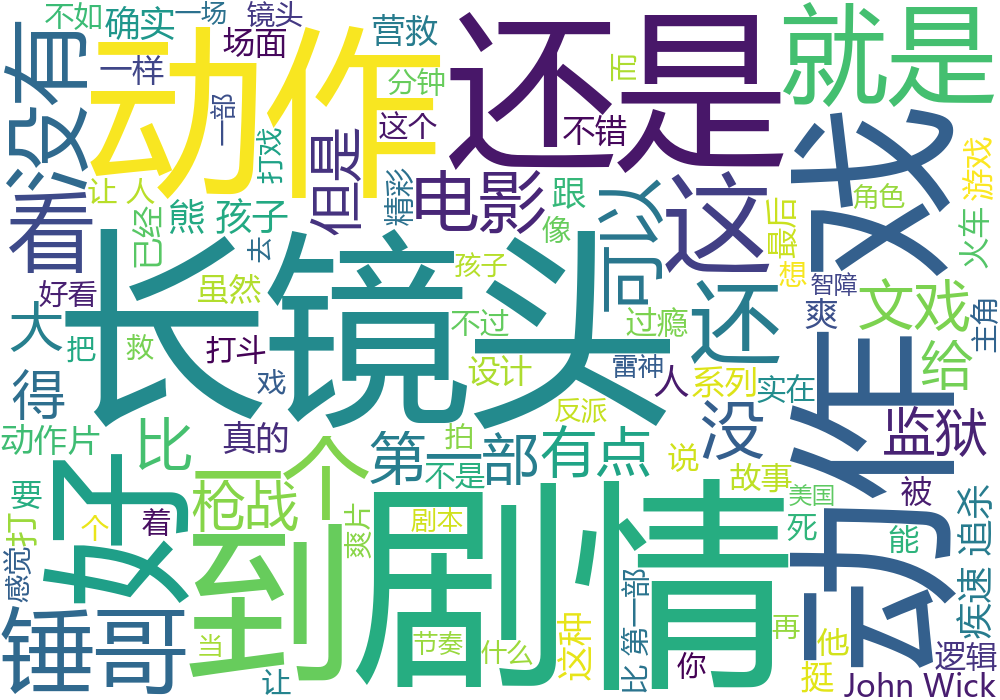 不如
确实
一场
镜头
没有
动作
还是
就是
营救
场面
一样
分钟
而
一部
打戏
这个
不错
动作戏
看
让 人
已经
熊 孩子
但是
精彩
电影
跟
像
可以
这
最后
角色
游戏
火车
去
好看
虽然
孩子
想
智障
大
长镜头
不过
过瘾
还
爽
文戏
主角
把
救
打斗
戏
设计
雷神
人
系列
实在
给
得
反派
动作片
比
真的
一个
第一部
拍
不是
有点
说
没
故事
监狱
好
枪战
要
打
个
着
到
剧情
爽片
剧本
美国
死
被
能
疾速 追杀
感觉
锤哥
当
让
节奏
什么
这种
比 第一部
你
再
挺
他
逻辑
John Wick